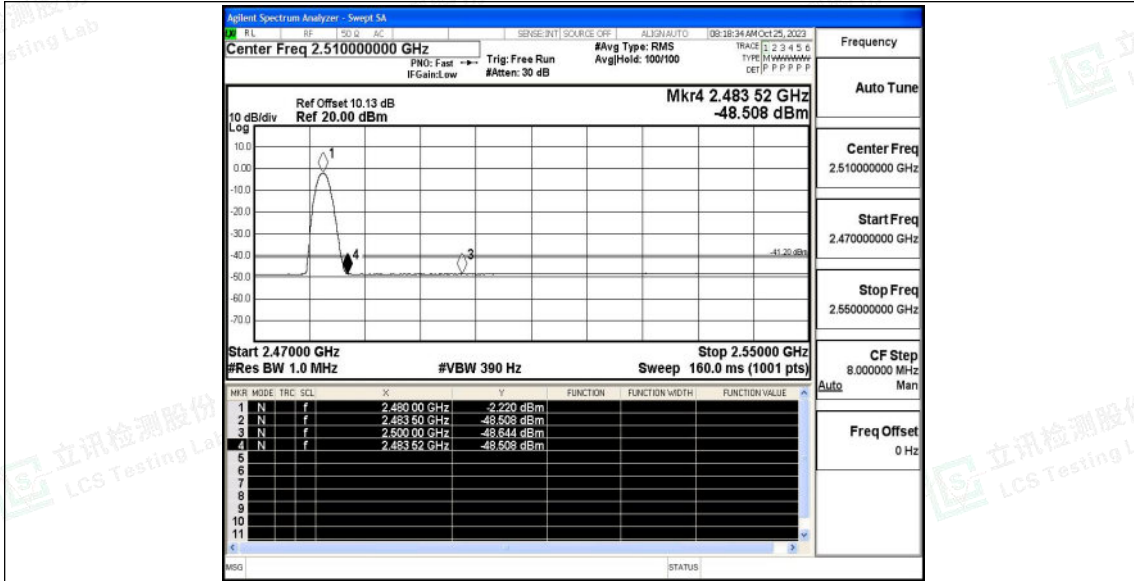 Agilent Spectrum Analyzer - Swept SA
RL RF 50 Ω AC SENSE:INT SOURCE OFF ALIGNAUTO 08:18:34 AM Oct 25, 2023
Center Freq 2.510000000 GHz
PNO: Fast
IFGain:Low
Trig: Free Run
#Atten: 30 dB
#Avg Type: RMS
Avg|Hold: 100/100
TRACE 1 2 3 4 5 6
TYPE M WWWWW
DET P P P P P P
Mkr4 2.483 52 GHz
-48.508 dBm
Ref Offset 10.13 dB
10 dB/div Ref 20.00 dBm
Log
10.0
0.00
-10.0
-20.0
-30.0
-40.0
-50.0
-60.0
-70.0
1
4
3
-41.20 dBm
Start 2.47000 GHz Stop 2.55000 GHz
#Res BW 1.0 MHz #VBW 390 Hz Sweep 160.0 ms (1001 pts)
MKR MODE TRC SCL X Y FUNCTION FUNCTION WIDTH FUNCTION VALUE
1 N f 2.480 00 GHz -2.220 dBm
2 N f 2.483 50 GHz -48.508 dBm
3 N f 2.500 00 GHz -48.644 dBm
4 N f 2.483 52 GHz -48.508 dBm
5
6
7
8
9
10
11
MSG STATUS
Frequency
Auto Tune
Center Freq
2.510000000 GHz
Start Freq
2.470000000 GHz
Stop Freq
2.550000000 GHz
CF Step
8.000000 MHz
Auto Man
Freq Offset
0 Hz
立讯检测股份
LCS Testing Lab
立讯检测股份
LCS Testing L